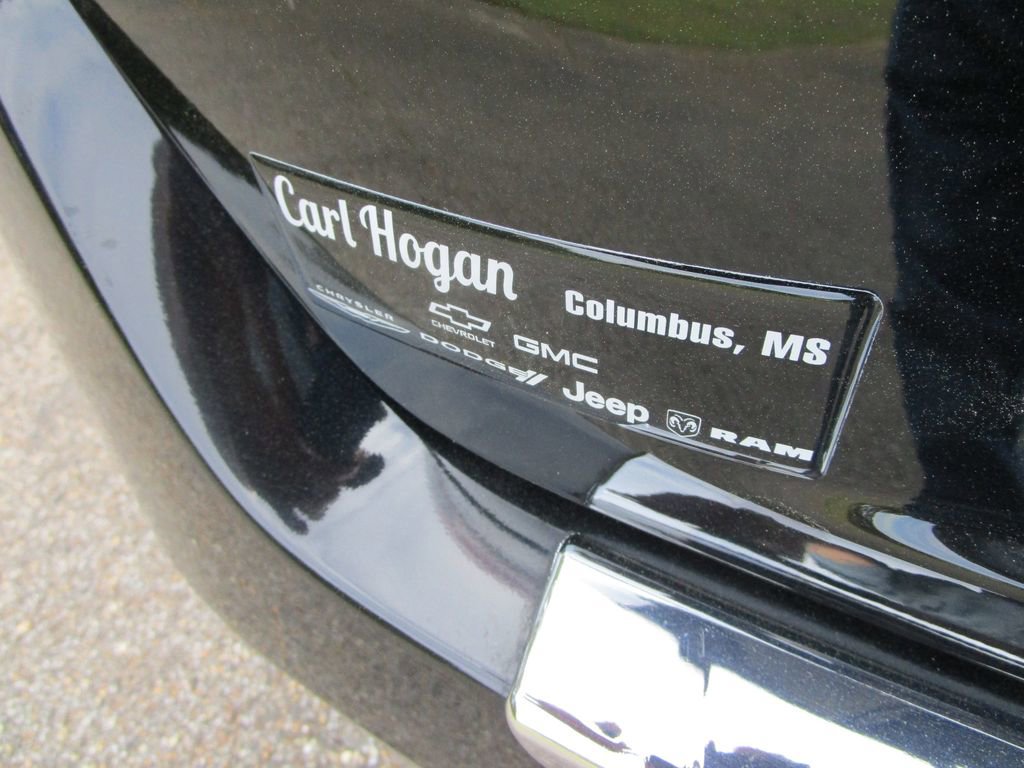 Carl Hogan
Columbus, MS
CHRYSLER CHEVROLET GMC
DODGE Jeep RAM